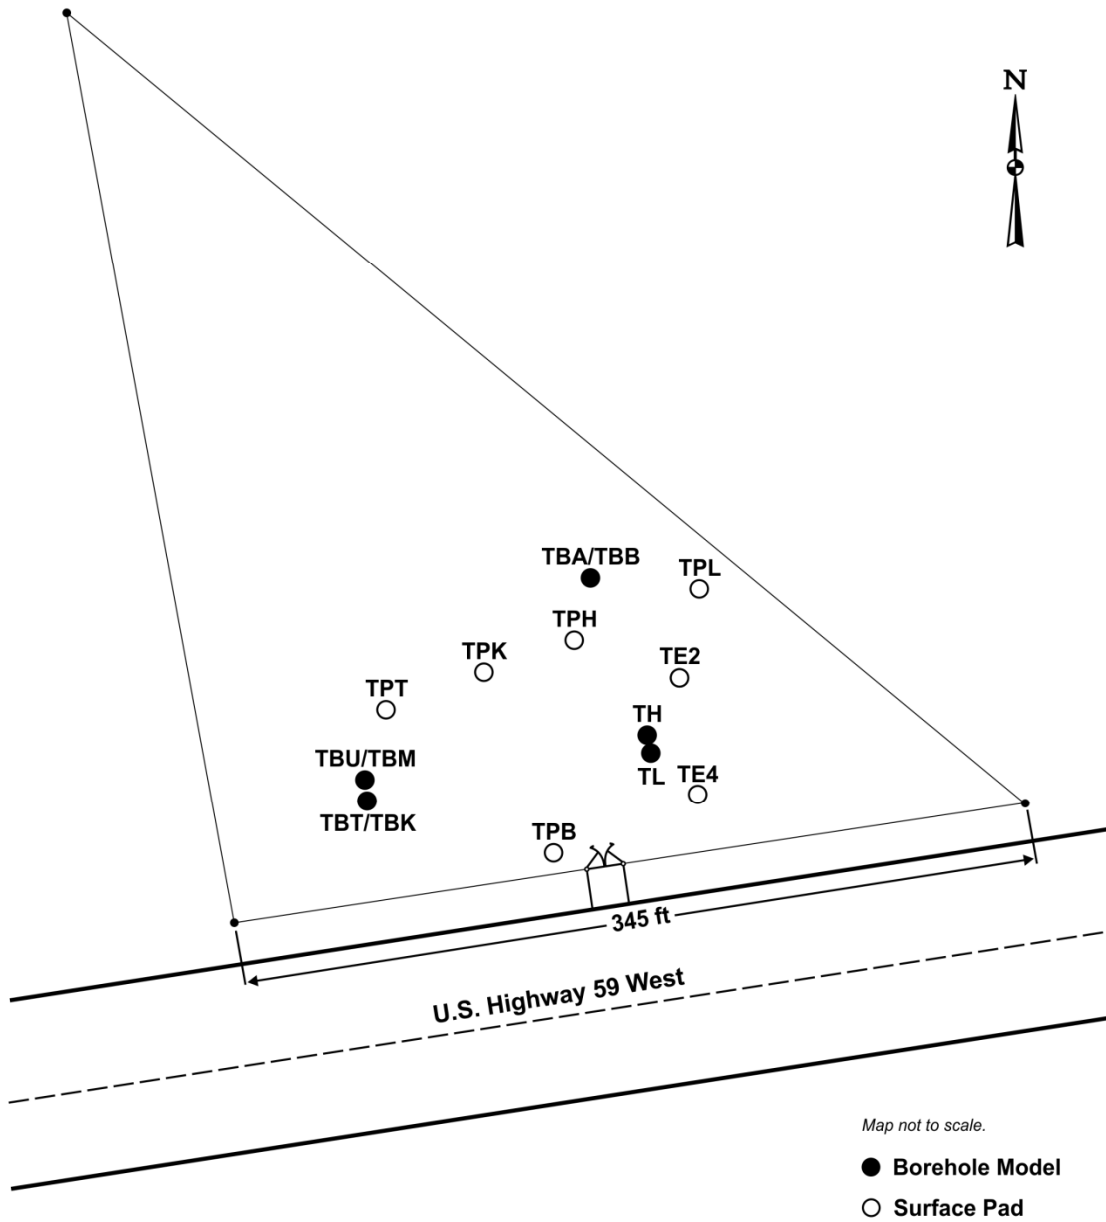 N
TBA/TBB
TPL
TPH
TPK
TE2
TPT
TH
TBU/TBM
TL
TE4
TBT/TBK
TPB
345 ft
U.S. Highway 59 West
Map not to scale.
Borehole Model
Surface Pad